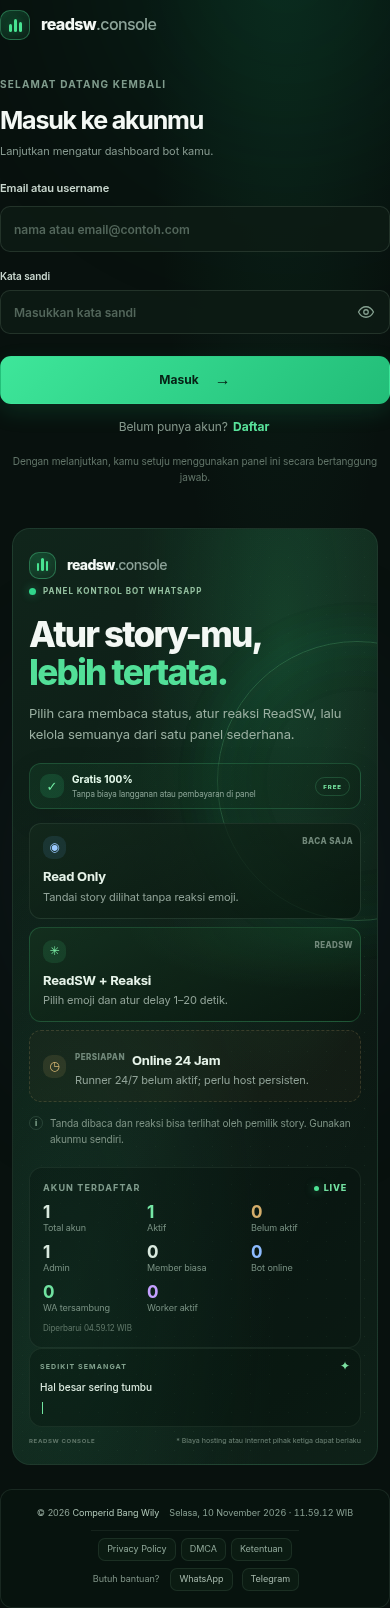 readsw.console
SELAMAT DATANG KEMBALI
Masuk ke akunmu
Lanjutkan mengatur dashboard bot kamu.
Email atau username
nama atau email@contoh.com
Kata sandi
Masukkan kata sandi
Masuk →
Belum punya akun? Daftar
Dengan melanjutkan, kamu setuju menggunakan panel ini secara bertanggung
jawab.
readsw.console
PANEL KONTROL BOT WHATSAPP
Atur story-mu,
lebih tertata.
Pilih cara membaca status, atur reaksi ReadSW, lalu
kelola semuanya dari satu panel sederhana.
✓ Gratis 100%
Tanpa biaya langganan atau pembayaran di panel
FREE
BACA SAJA
Read Only
Tandai story dilihat tanpa reaksi emoji.
READSW
ReadSW + Reaksi
Pilih emoji dan atur delay 1–20 detik.
PERSIAPAN Online 24 Jam
Runner 24/7 belum aktif; perlu host persisten.
i Tanda dibaca dan reaksi bisa terlihat oleh pemilik story. Gunakan
akunmu sendiri.
AKUN TERDAFTAR LIVE
1 1 0
Total akun Aktif Belum aktif
1 0 0
Admin Member biasa Bot online
0 0
WA tersambung Worker aktif
Diperbarui 04.59.12 WIB
SEDIKIT SEMANGAT
Hal besar sering tumbu
READSW CONSOLE * Biaya hosting atau internet pihak ketiga dapat berlaku
© 2026 Comperid Bang Wily Selasa, 10 November 2026 · 11.59.12 WIB
Privacy Policy DMCA Ketentuan
Butuh bantuan? WhatsApp Telegram